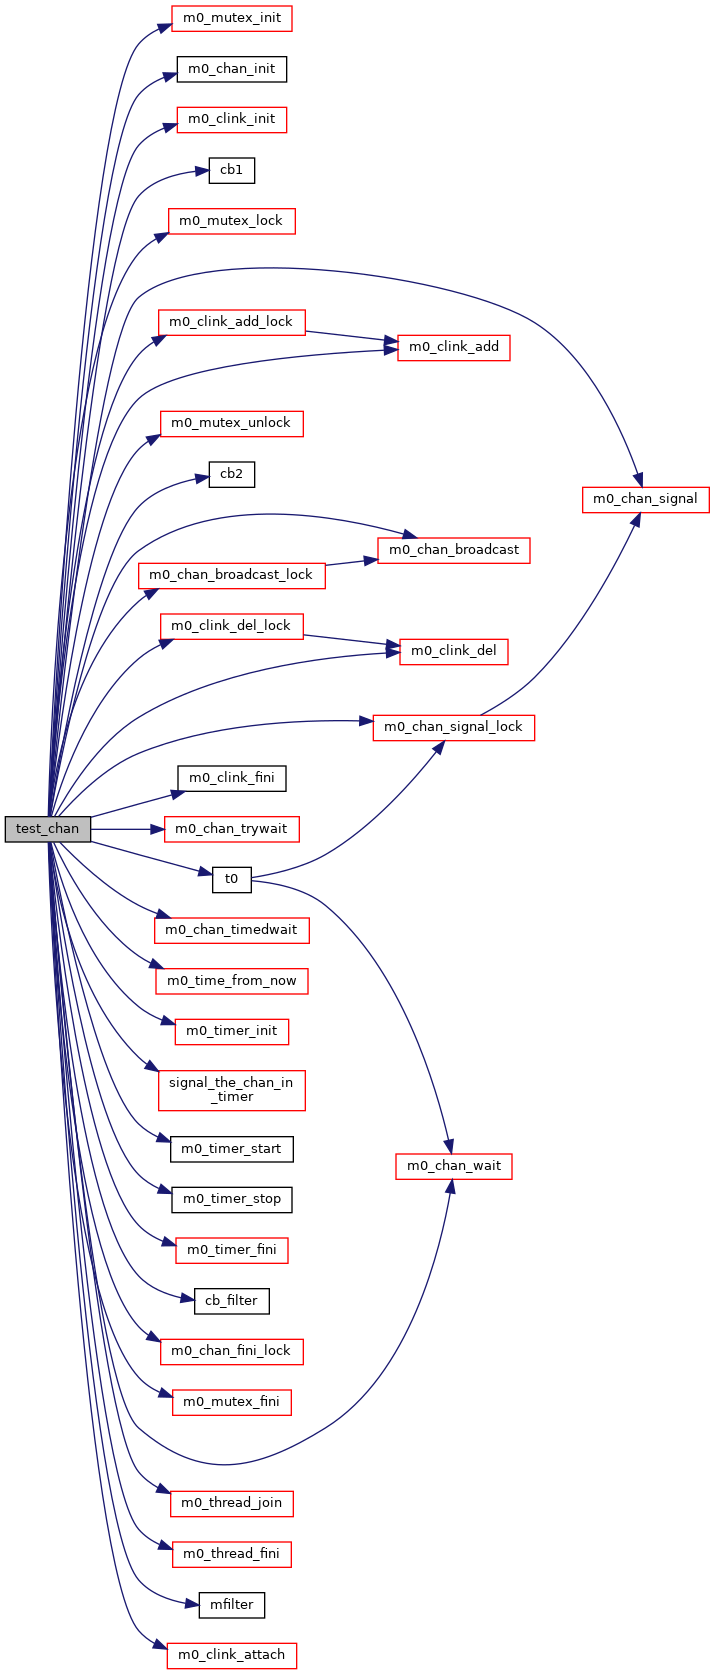 m0_mutex_init
m0_chan_init
m0_clink_init
cb1
m0_mutex_lock
m0_clink_add_lock
m0_clink_add
m0_mutex_unlock
cb2
m0_chan_signal
m0_chan_broadcast
m0_chan_broadcast_lock
m0_clink_del_lock
m0_clink_del
m0_chan_signal_lock
m0_clink_fini
test_chan
m0_chan_trywait
t0
m0_chan_timedwait
m0_time_from_now
m0_timer_init
signal_the_chan_in
_timer
m0_timer_start
m0_chan_wait
m0_timer_stop
m0_timer_fini
cb_filter
m0_chan_fini_lock
m0_mutex_fini
m0_thread_join
m0_thread_fini
mfilter
m0_clink_attach